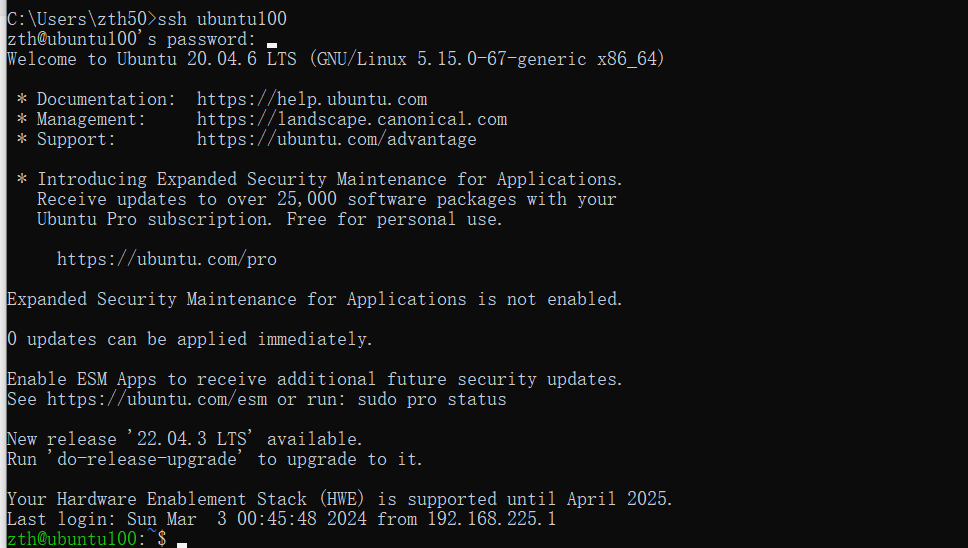 C:\Users\zth50>ssh ubuntu100
zth@ubuntu100's password:
Welcome to Ubuntu 20.04.6 LTS (GNU/Linux 5.15.0-67-generic x86_64)
* Documentation:  https://help.ubuntu.com
* Management:     https://landscape.canonical.com
* Support:        https://ubuntu.com/advantage
* Introducing Expanded Security Maintenance for Applications.
Receive updates to over 25,000 software packages with your
Ubuntu Pro subscription. Free for personal use.
https://ubuntu.com/pro
Expanded Security Maintenance for Applications is not enabled.
0 updates can be applied immediately.
Enable ESM Apps to receive additional future security updates.
See https://ubuntu.com/esm or run: sudo pro status
New release '22.04.3 LTS' available.
Run 'do-release-upgrade' to upgrade to it.
Your Hardware Enablement Stack (HWE) is supported until April 2025.
Last login: Sun Mar  3 00:45:48 2024 from 192.168.225.1
zth@ubuntu100:~$